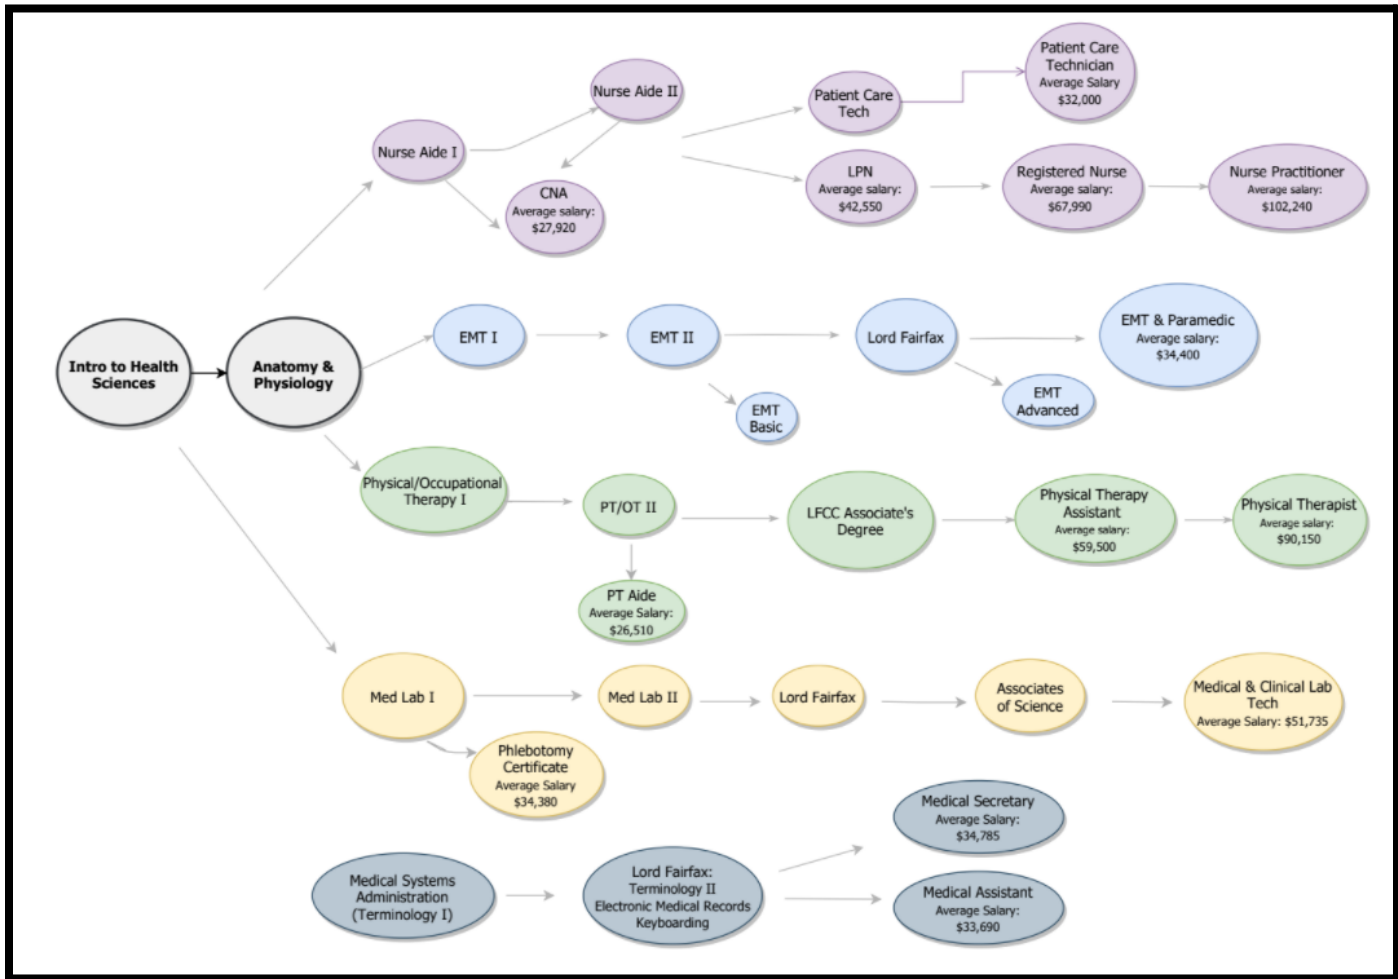 Patient Care
Technician
Average Salary
$32,000
Nurse Aide II
Patient Care
Tech
Nurse Aide I
CNA
Average salary:
$27,920
LPN
Average salary:
$42,550
Registered Nurse
Average salary:
$67,990
Nurse Practitioner
Average salary:
$102,240
Intro to Health
Sciences
Anatomy &
Physiology
EMT I
EMT II
EMT
Basic
Lord Fairfax
EMT & Paramedic
Average salary:
$34,400
EMT
Advanced
Physical/Occupational
Therapy I
PT/OT II
PT Aide
Average Salary:
$26,510
LFCC Associate's
Degree
Physical Therapy
Assistant
Average salary:
$59,500
Physical Therapist
Average salary:
$90,150
Med Lab I
Phlebotomy
Certificate
Average Salary
$34,380
Med Lab II
Lord Fairfax
Associates
of Science
Medical & Clinical Lab
Tech
Average Salary: $51,735
Medical Systems
Administration
(Terminology I)
Lord Fairfax:
Terminology II
Electronic Medical Records
Keyboarding
Medical Secretary
Average Salary:
$34,785
Medical Assistant
Average Salary:
$33,690